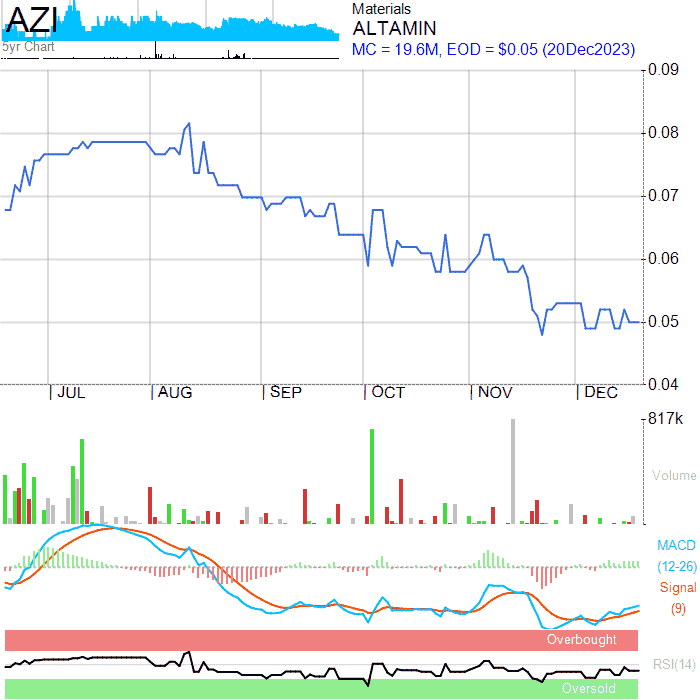 AZI
5yr Chart
Materials
ALTAMIN
MC = 19.6M, EOD = $0.05 (20Dec2023)
0.09
0.08
0.07
0.06
0.05
0.04
JUL AUG SEP OCT NOV DEC
817k
Volume
MACD
(12-26)
Signal
(9)
Overbought
RSI(14)
Oversold